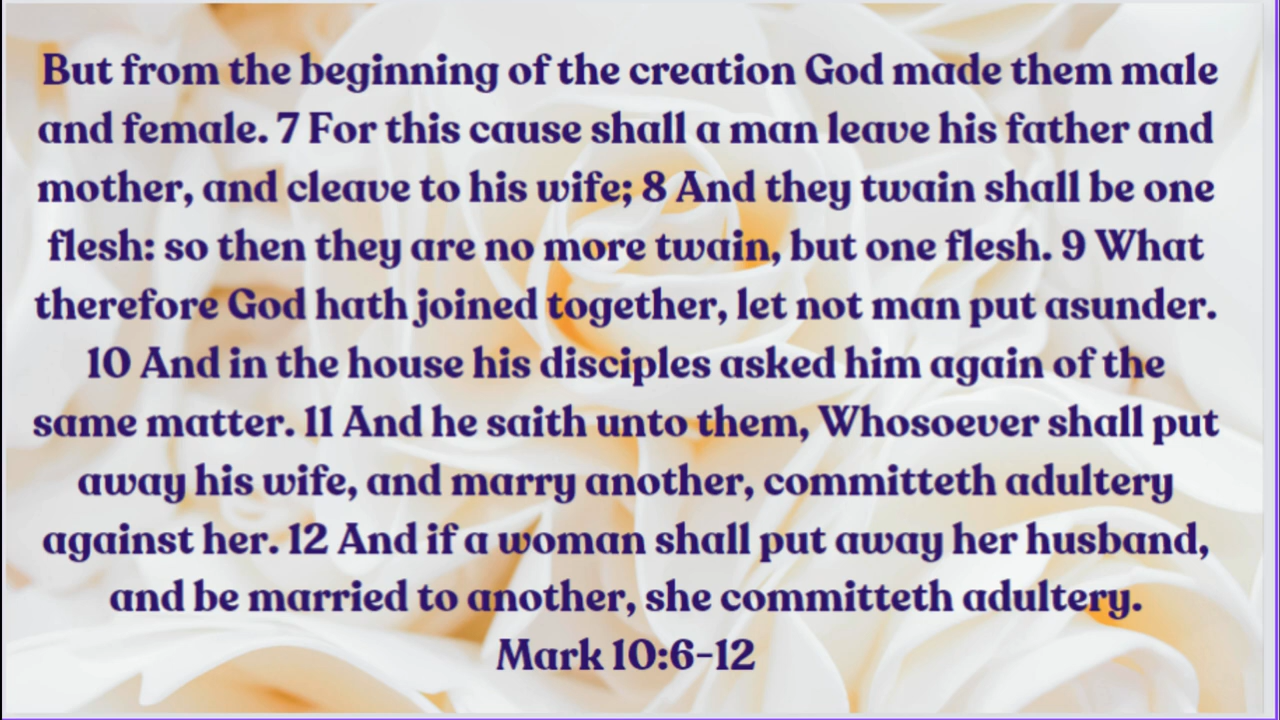 But from the beginning of the creation God made them male
and female. 7 For this cause shall a man leave his father and
mother, and cleave to his wife; 8 And they twain shall be one
flesh: so then they are no more twain, but one flesh. 9 What
therefore God hath joined together, let not man put asunder.
10 And in the house his disciples asked him again of the
same matter. 11 And he saith unto them, Whosoever shall put
away his wife, and marry another, committeth adultery
against her. 12 And if a woman shall put away her husband,
and be married to another, she committeth adultery.
Mark 10:6-12